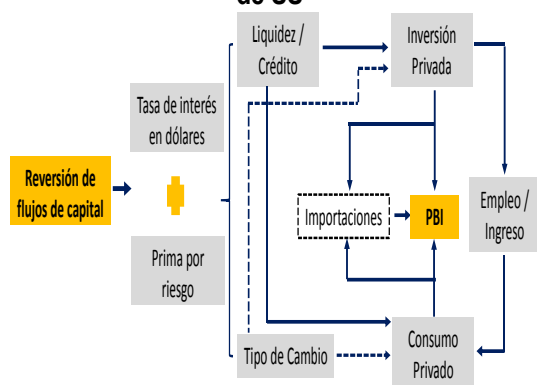 de
Liquidez /
Crédito
Inversión
Privada
Tasa de interés
en dólares
Reversión de
flujos de capital
Importaciones
PBI
Empleo /
Ingreso
Prima por
riesgo
Tipo de Cambio
Consumo
Privado